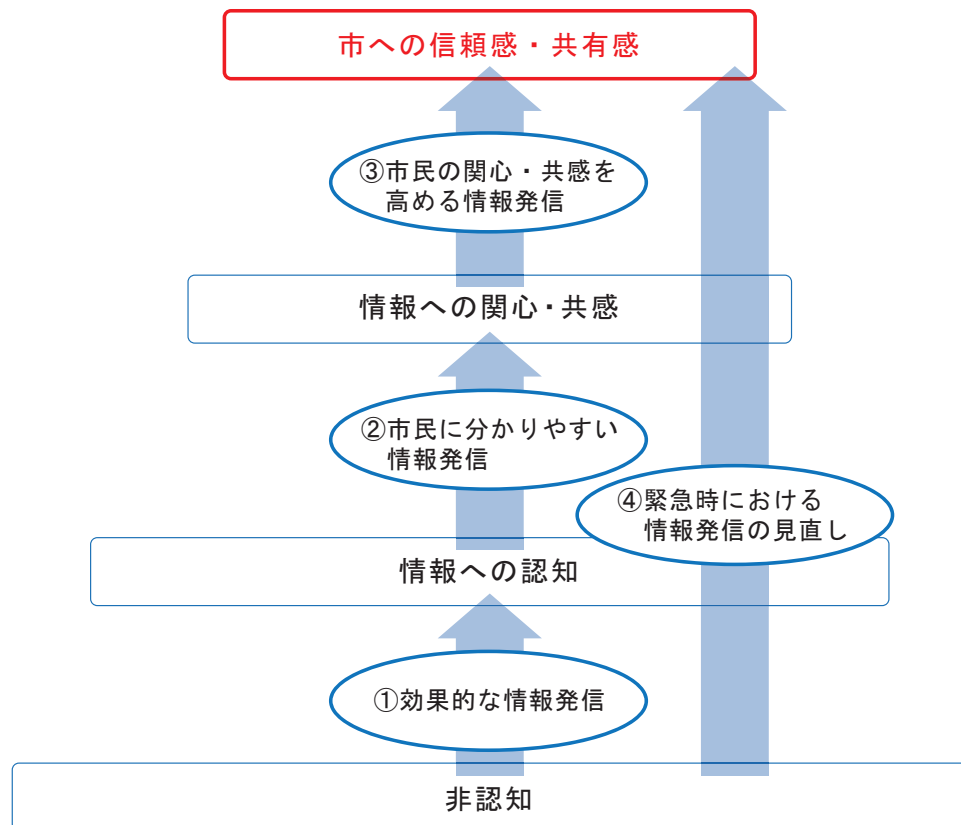 市への信頼感・共有感
③市民の関心・共感を
高める情報発信
情報への関心・共感
②市民に分かりやすい
情報発信
④緊急時における
情報発信の見直し
情報への認知
①効果的な情報発信
非認知